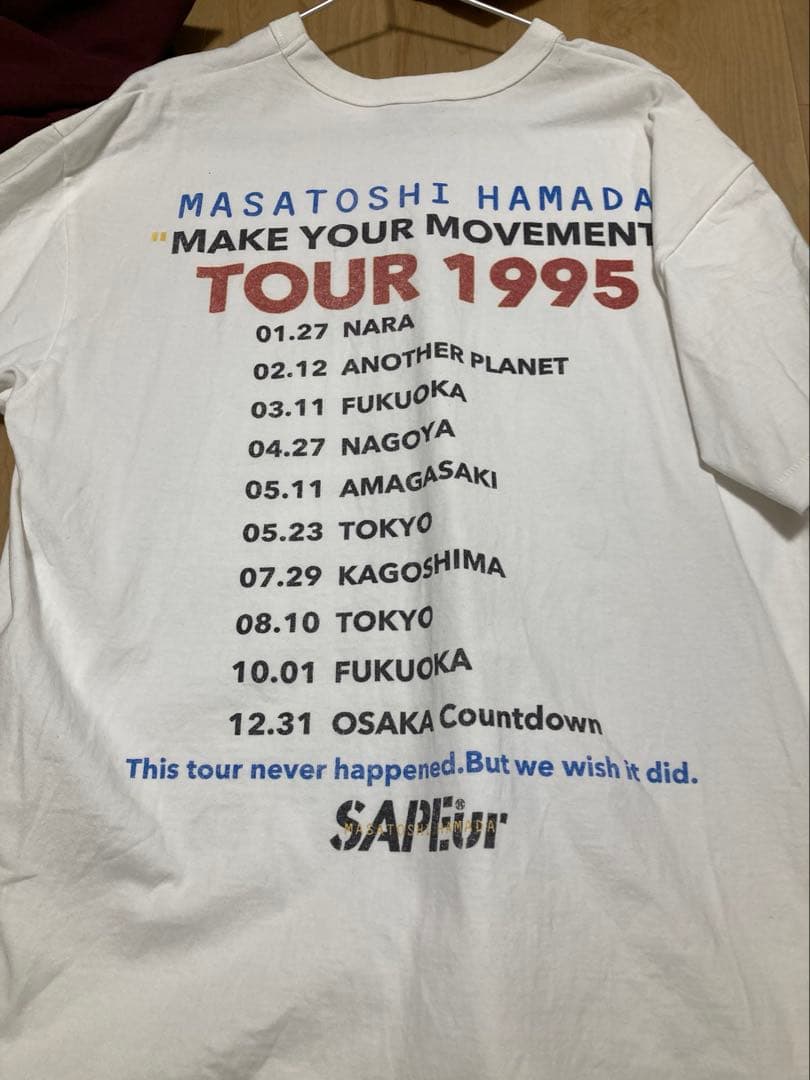 MASATOSHI HAMADA
"MAKE YOUR MOVEMENT
TOUR 1995
01.27 NARA
02.12 ANOTHER PLANET
03.11 FUKUOKA
04.27 NAGOYA
05.11 AMAGASAKI
05.23 TOKYO
07.29 KAGOSHIMA
08.10 TOKYO
10.01 FUKUOKA
12.31 OSAKA Countdown
This tour never happened.But we wish it did.
SAPEur®
MASATOSHI HAMADA